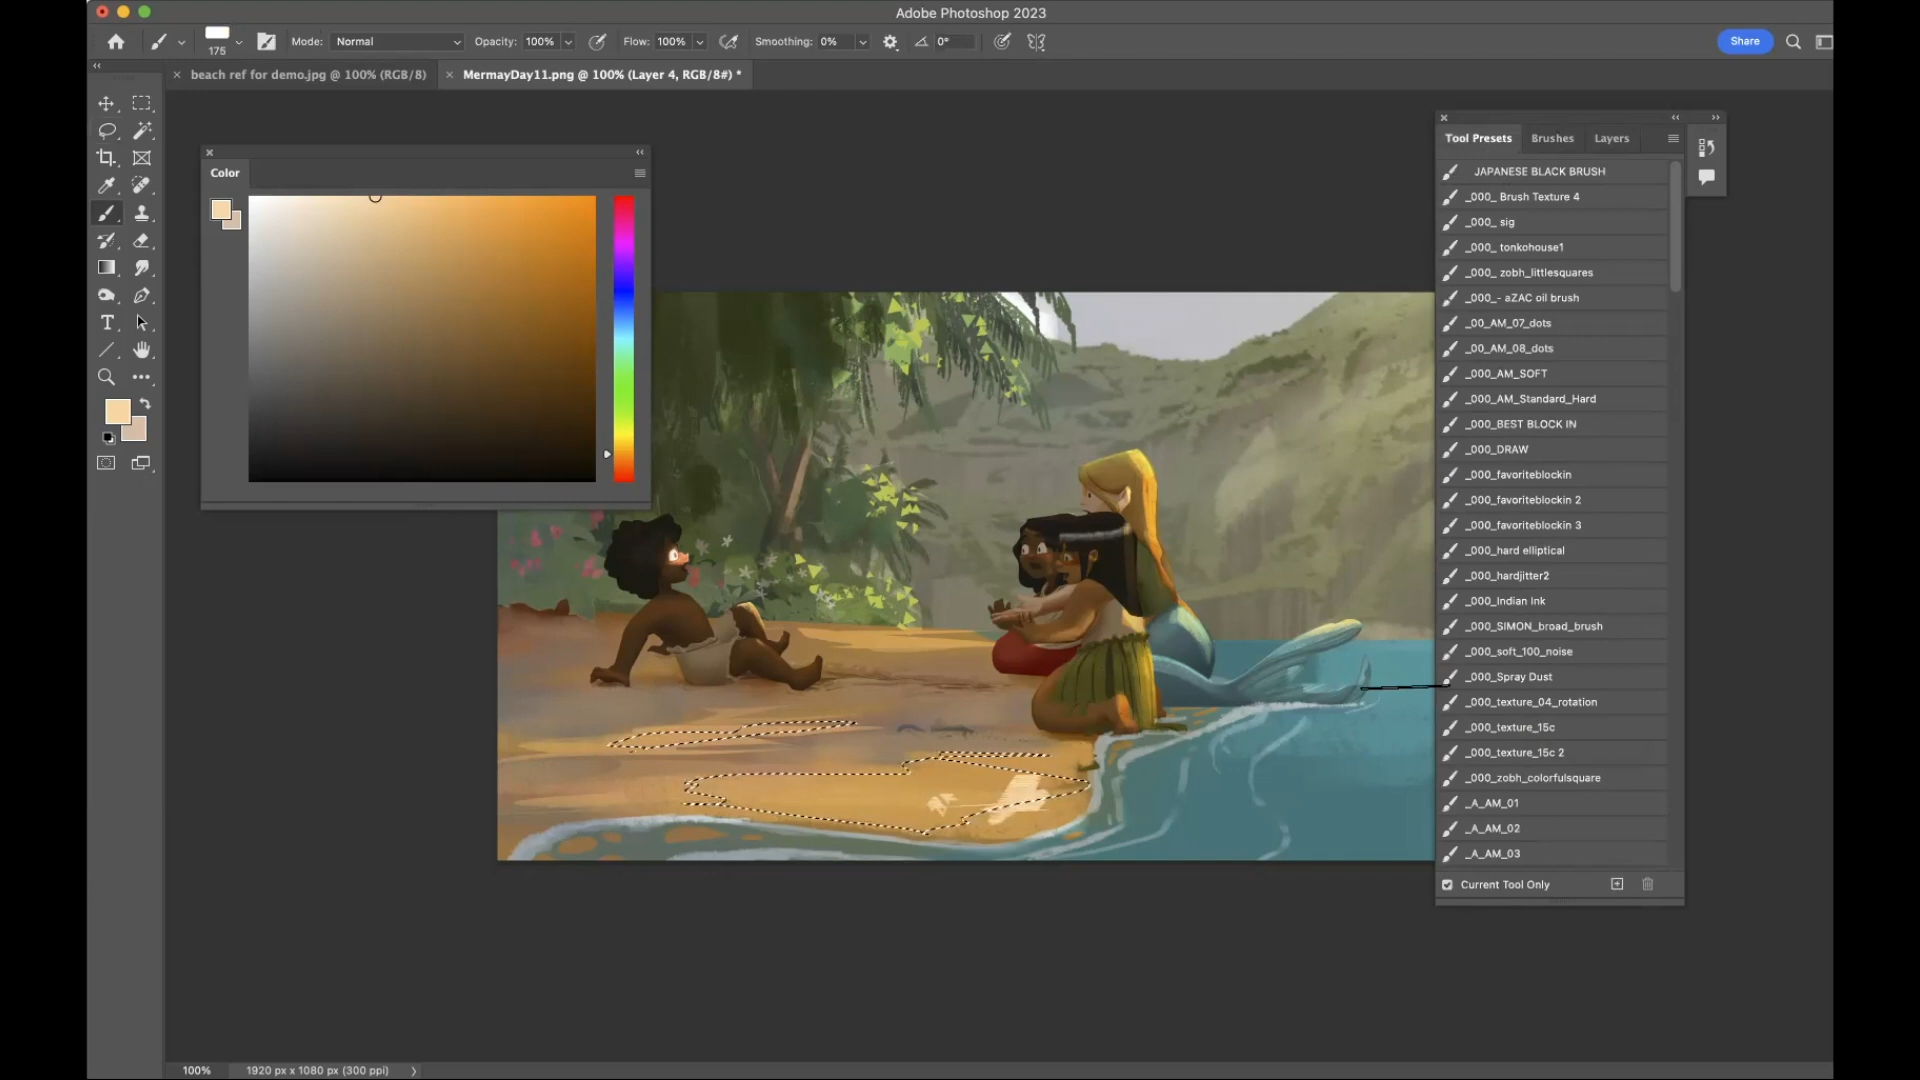 Adobe Photoshop 2023
175
Mode: Normal
Opacity: 100%
Flow: 100%
Smoothing: 0%
0°
Share
beach ref for demo.jpg @ 100% (RGB/8)
MermayDay11.png @ 100% (Layer 4, RGB/8#) *
Color
Tool Presets
Brushes
Layers
JAPANESE BLACK BRUSH
_000_ Brush Texture 4
_000_ sig
_000_ tonkohouse1
_000_ zobh_littlesquares
_000_- aZAC oil brush
_00_AM_07_dots
_00_AM_08_dots
_000_AM_SOFT
_000_AM_Standard_Hard
_000_BEST BLOCK IN
_000_DRAW
_000_favoriteblockin
_000_favoriteblockin 2
_000_favoriteblockin 3
_000_hard elliptical
_000_hardjitter2
_000_Indian Ink
_000_SIMON_broad_brush
_000_soft_100_noise
_000_Spray Dust
_000_texture_04_rotation
_000_texture_15c
_000_texture_15c 2
_000_zobh_colorfulsquare
_A_AM_01
_A_AM_02
_A_AM_03
Current Tool Only
100%
1920 px x 1080 px (300 ppi)